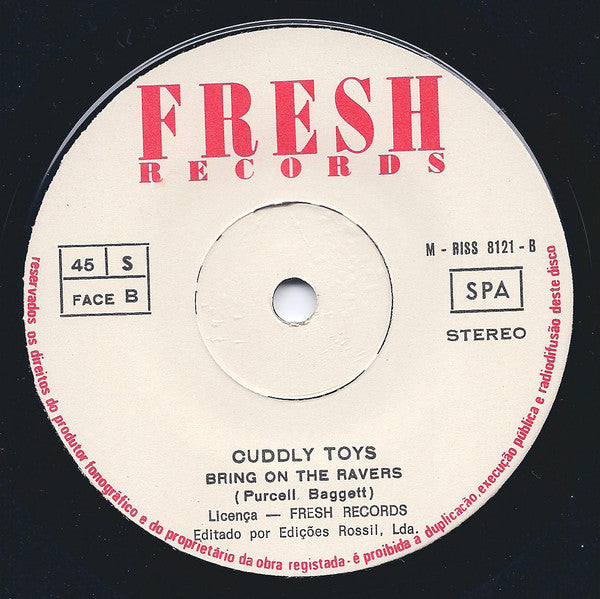 FRESH
RECORDS
M - RISS 8121 - B
45 S
FACE B
SPA
STEREO
CUDDLY TOYS
BRING ON THE RAVERS
(Purcell Baggett)
Licença — FRESH RECORDS
Editado por Edições Rossil, Lda.
reservados os direitos do produtor fonográfico e do proprietário da obra registada - é proibida a duplicação, execução pública e radiodifusão deste disco